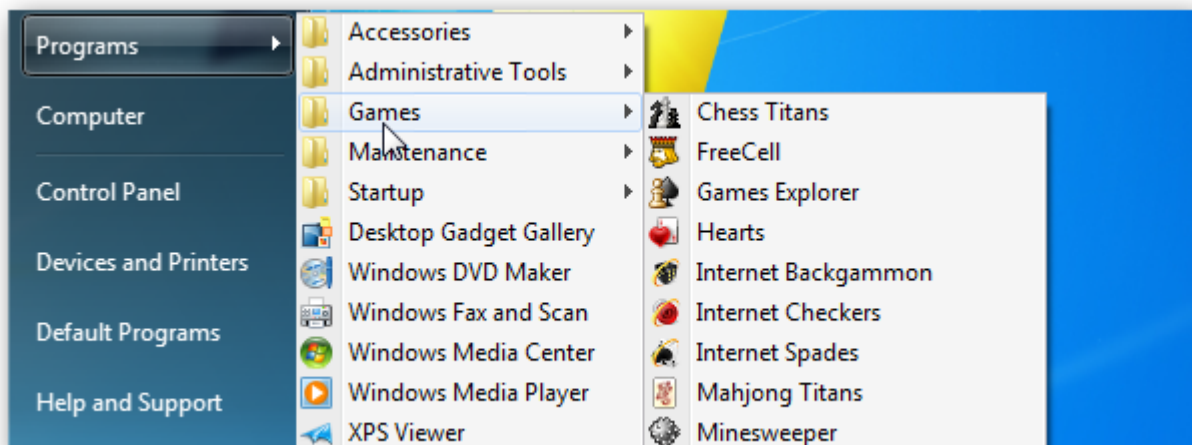 Programs
Computer
Control Panel
Devices and Printers
Default Programs
Help and Support
Accessories
Administrative Tools
Games
Maintenance
Startup
Desktop Gadget Gallery
Windows DVD Maker
Windows Fax and Scan
Windows Media Center
Windows Media Player
XPS Viewer
Chess Titans
FreeCell
Games Explorer
Hearts
Internet Backgammon
Internet Checkers
Internet Spades
Mahjong Titans
Minesweeper